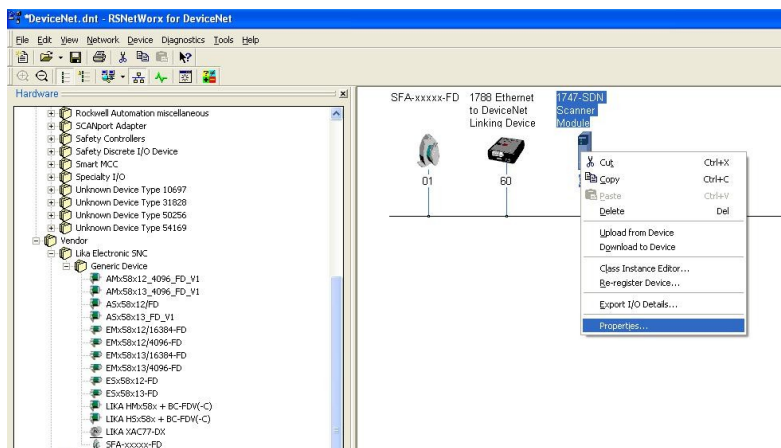 *DeviceNet.dnt - RSNetWorx for DeviceNet
File Edit View Network Device Diagnostics Tools Help
Hardware
Rockwell Automation miscellaneous
SCANport Adapter
Safety Controllers
Safety Discrete I/O Device
Smart MCC
Specialty I/O
Unknown Device Type 10697
Unknown Device Type 31828
Unknown Device Type 50256
Unknown Device Type 54169
Vendor
Lika Electronic SNC
Generic Device
AMx58x12_4096_FD_V1
AMx58x13_4096_FD_V1
ASx58x12/FD
ASx58x13_FD_V1
EMx58x12/16384-FD
EMx58x12/4096-FD
EMx58x13/16384-FD
EMx58x13/4096-FD
ESx58x12-FD
ESx58x13-FD
LIKA HMx58x + BC-FDV(-C)
LIKA HSx58x + BC-FDV(-C)
LIKA XAC77-DX
SFA-xxxxx-FD
SFA-xxxxx-FD
01
1788 Ethernet
to DeviceNet
Linking Device
60
1747-SDN
Scanner
Module
Cut Ctrl+X
Copy Ctrl+C
Paste Ctrl+V
Delete Del
Upload from Device
Download to Device
Class Instance Editor...
Re-register Device...
Export I/O Details...
Properties...